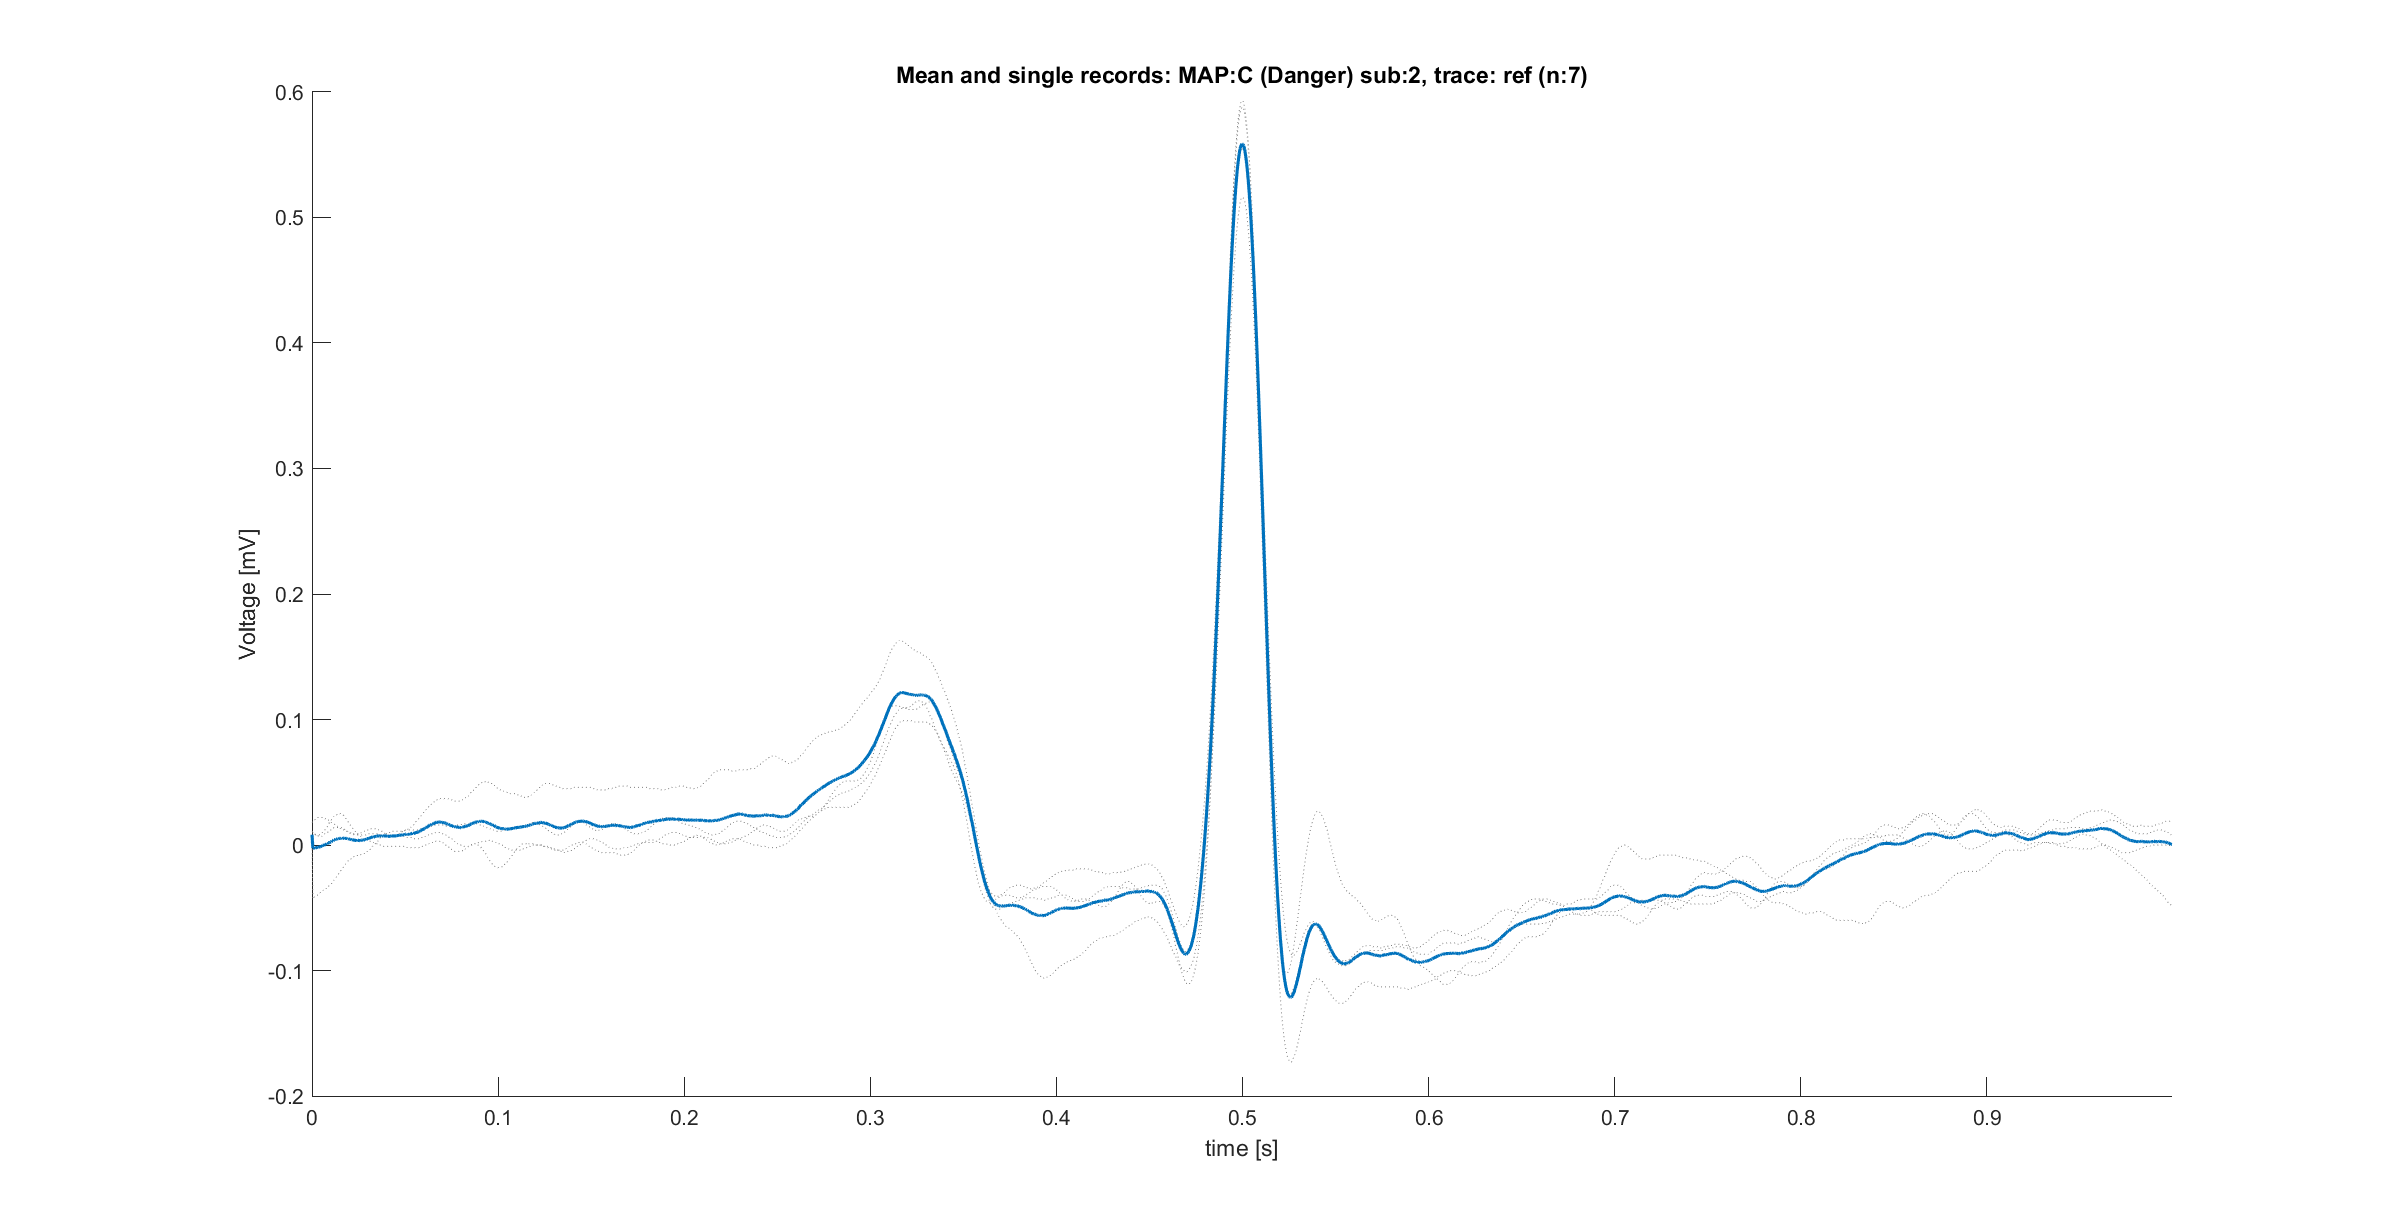 Mean and single records: MAP:C (Danger) sub:2, trace: ref (n:7)
0.6
0.5
0.4
0.3
0.2
0.1
0
-0.1
-0.2
Voltage [mV]
0 0.1 0.2 0.3 0.4 0.5 0.6 0.7 0.8 0.9
time [s]